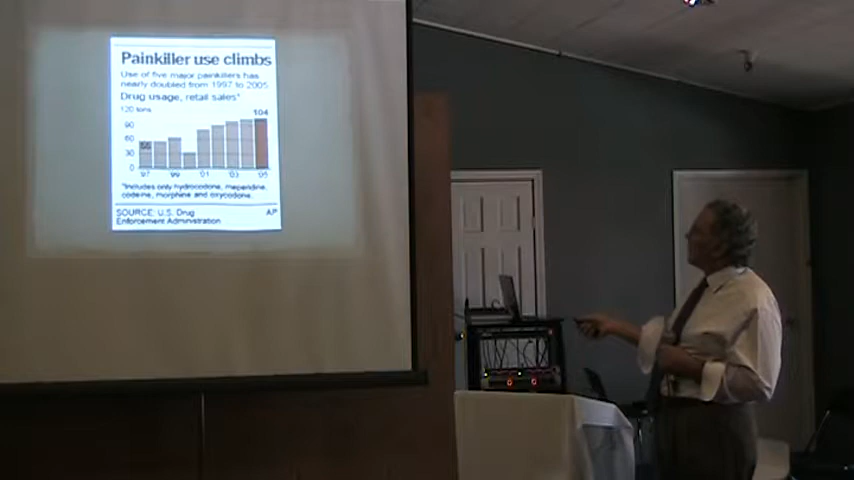 Painkiller use climbs
Use of five major painkillers has
nearly doubled from 1997 to 2005.
Drug usage, retail sales*
120 tons 104
90
60
30
0
'97 '99 '01 '03 '05
*Includes only hydrocodone, meperidine,
codeine, morphine and oxycodone.
SOURCE: U.S. Drug AP
Enforcement Administration